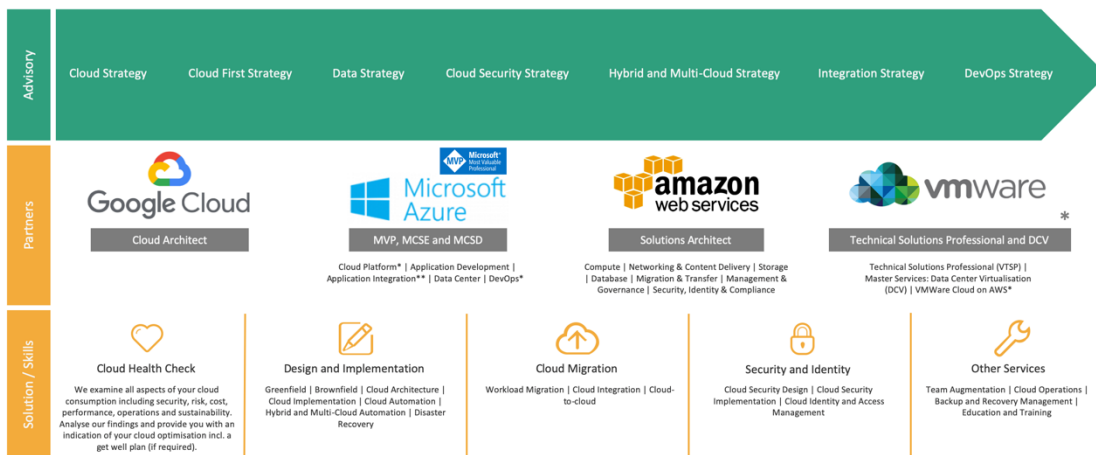 Advisory
Cloud Strategy
Cloud First Strategy
Data Strategy
Cloud Security Strategy
Hybrid and Multi-Cloud Strategy
Integration Strategy
DevOps Strategy
Partners
Google Cloud
Cloud Architect
MVP
Microsoft®
Most Valuable
Professional
Microsoft
Azure
MVP, MCSE and MCSD
Cloud Platform* | Application Development |
Application Integration** | Data Center | DevOps*
amazon
web services
Solutions Architect
Compute | Networking & Content Delivery | Storage
| Database | Migration & Transfer | Management &
Governance | Security, Identity & Compliance
vmware
*
Technical Solutions Professional and DCV
Technical Solutions Professional (VTSP) |
Master Services: Data Center Virtualisation
(DCV) | VMWare Cloud on AWS*
Solution / Skills
Cloud Health Check
We examine all aspects of your cloud
consumption including security, risk, cost,
performance, operations and sustainability.
Analyse our findings and provide you with an
indication of your cloud optimisation incl. a
get well plan (if required).
Design and Implementation
Greenfield | Brownfield | Cloud Architecture |
Cloud Implementation | Cloud Automation |
Hybrid and Multi-Cloud Automation | Disaster
Recovery
Cloud Migration
Workload Migration | Cloud Integration | Cloud-
to-cloud
Security and Identity
Cloud Security Design | Cloud Security
Implementation | Cloud Identity and Access
Management
Other Services
Team Augmentation | Cloud Operations |
Backup and Recovery Management |
Education and Training